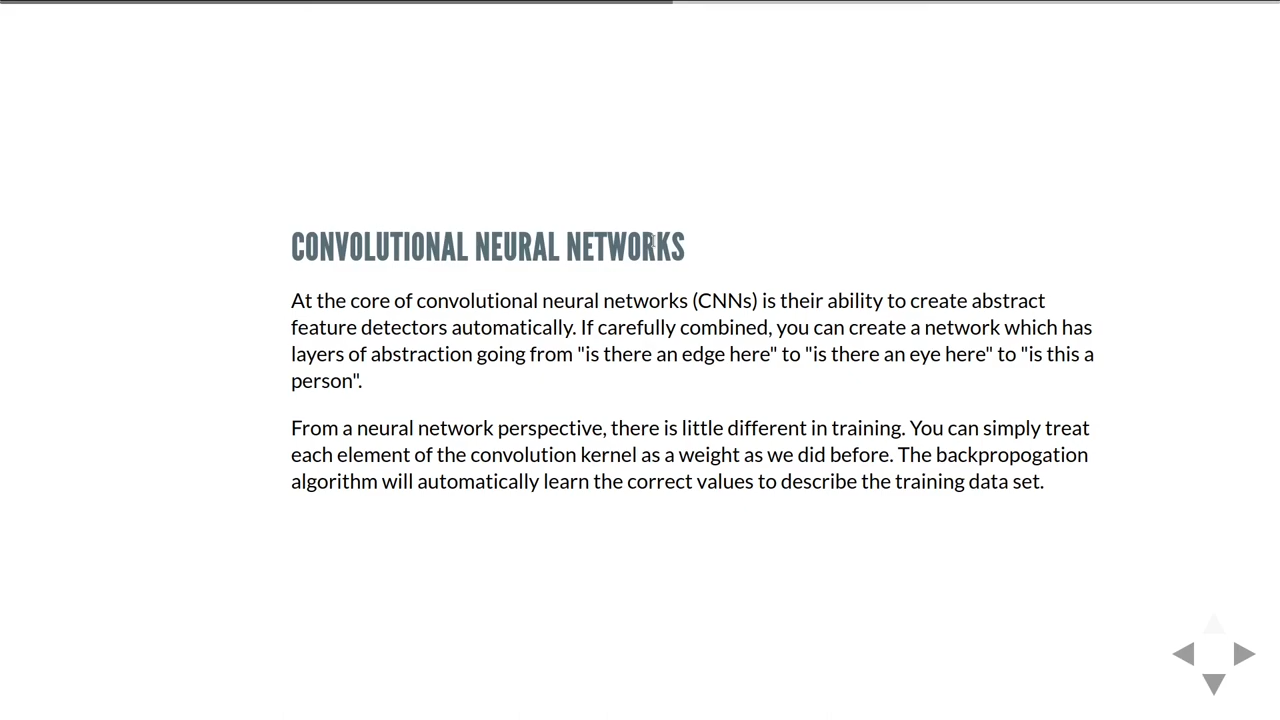 CONVOLUTIONAL NEURAL NETWORKS
At the core of convolutional neural networks (CNNs) is their ability to create abstract
feature detectors automatically. If carefully combined, you can create a network which has
layers of abstraction going from "is there an edge here" to "is there an eye here" to "is this a
person".
From a neural network perspective, there is little different in training. You can simply treat
each element of the convolution kernel as a weight as we did before. The backpropogation
algorithm will automatically learn the correct values to describe the training data set.